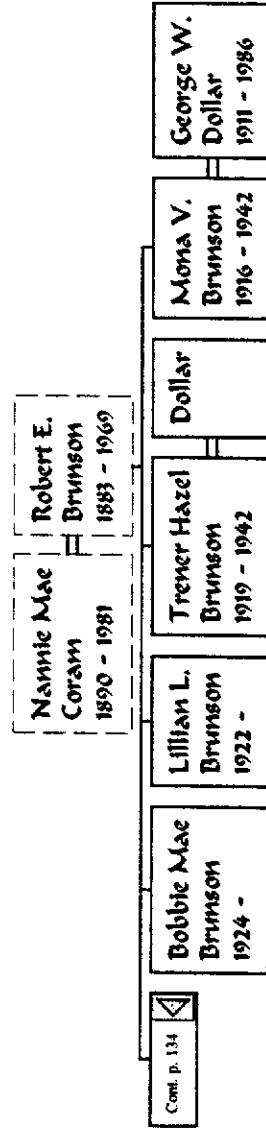 Nannie Mae
Coram
1890 - 1981
Robert E.
Brunson
1883 - 1969
Cont. p. 134
Bobbie Mae
Brunson
1924 -
Lillian L.
Brunson
1922 -
Trener Hazel
Brunson
1919 - 1942
Dollar
Mona V.
Brunson
1916 - 1942
George W.
Dollar
1911 - 1986